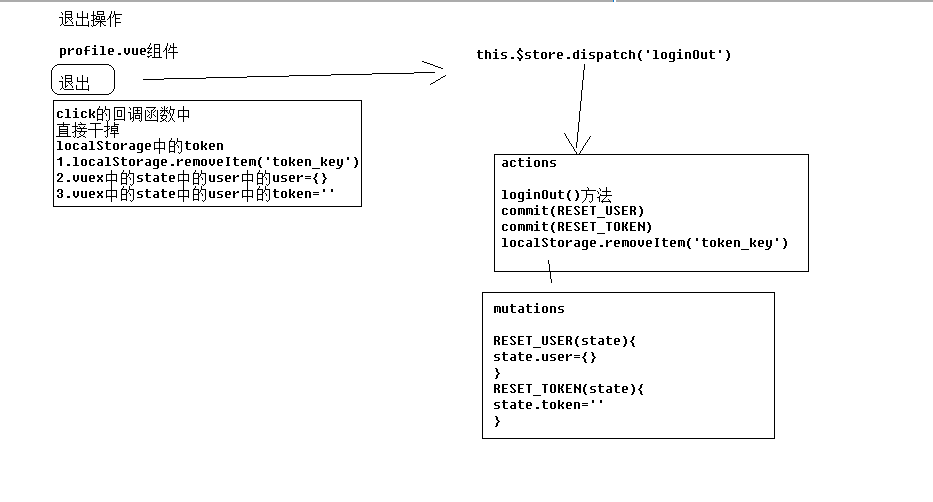 退出操作
profile.vue组件
退出
click的回调函数中
直接干掉
localStorage中的token
1.localStorage.removeItem('token_key')
2.vuex中的state中的user中的user={}
3.vuex中的state中的user中的token=''
this.$store.dispatch('loginOut')
actions
loginOut()方法
commit(RESET_USER)
commit(RESET_TOKEN)
localStorage.removeItem('token_key')
mutations
RESET_USER(state){
state.user={}
}
RESET_TOKEN(state){
state.token=''
}